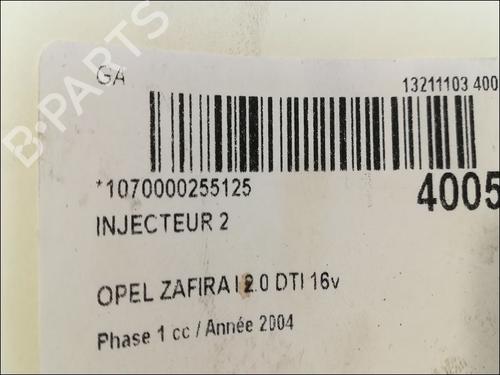 GA
13211103 400
*1070000255125
4005
INJECTEUR 2
OPEL ZAFIRA I 2.0 DTI 16v
Phase 1 cc / Année 2004
B-PARTS